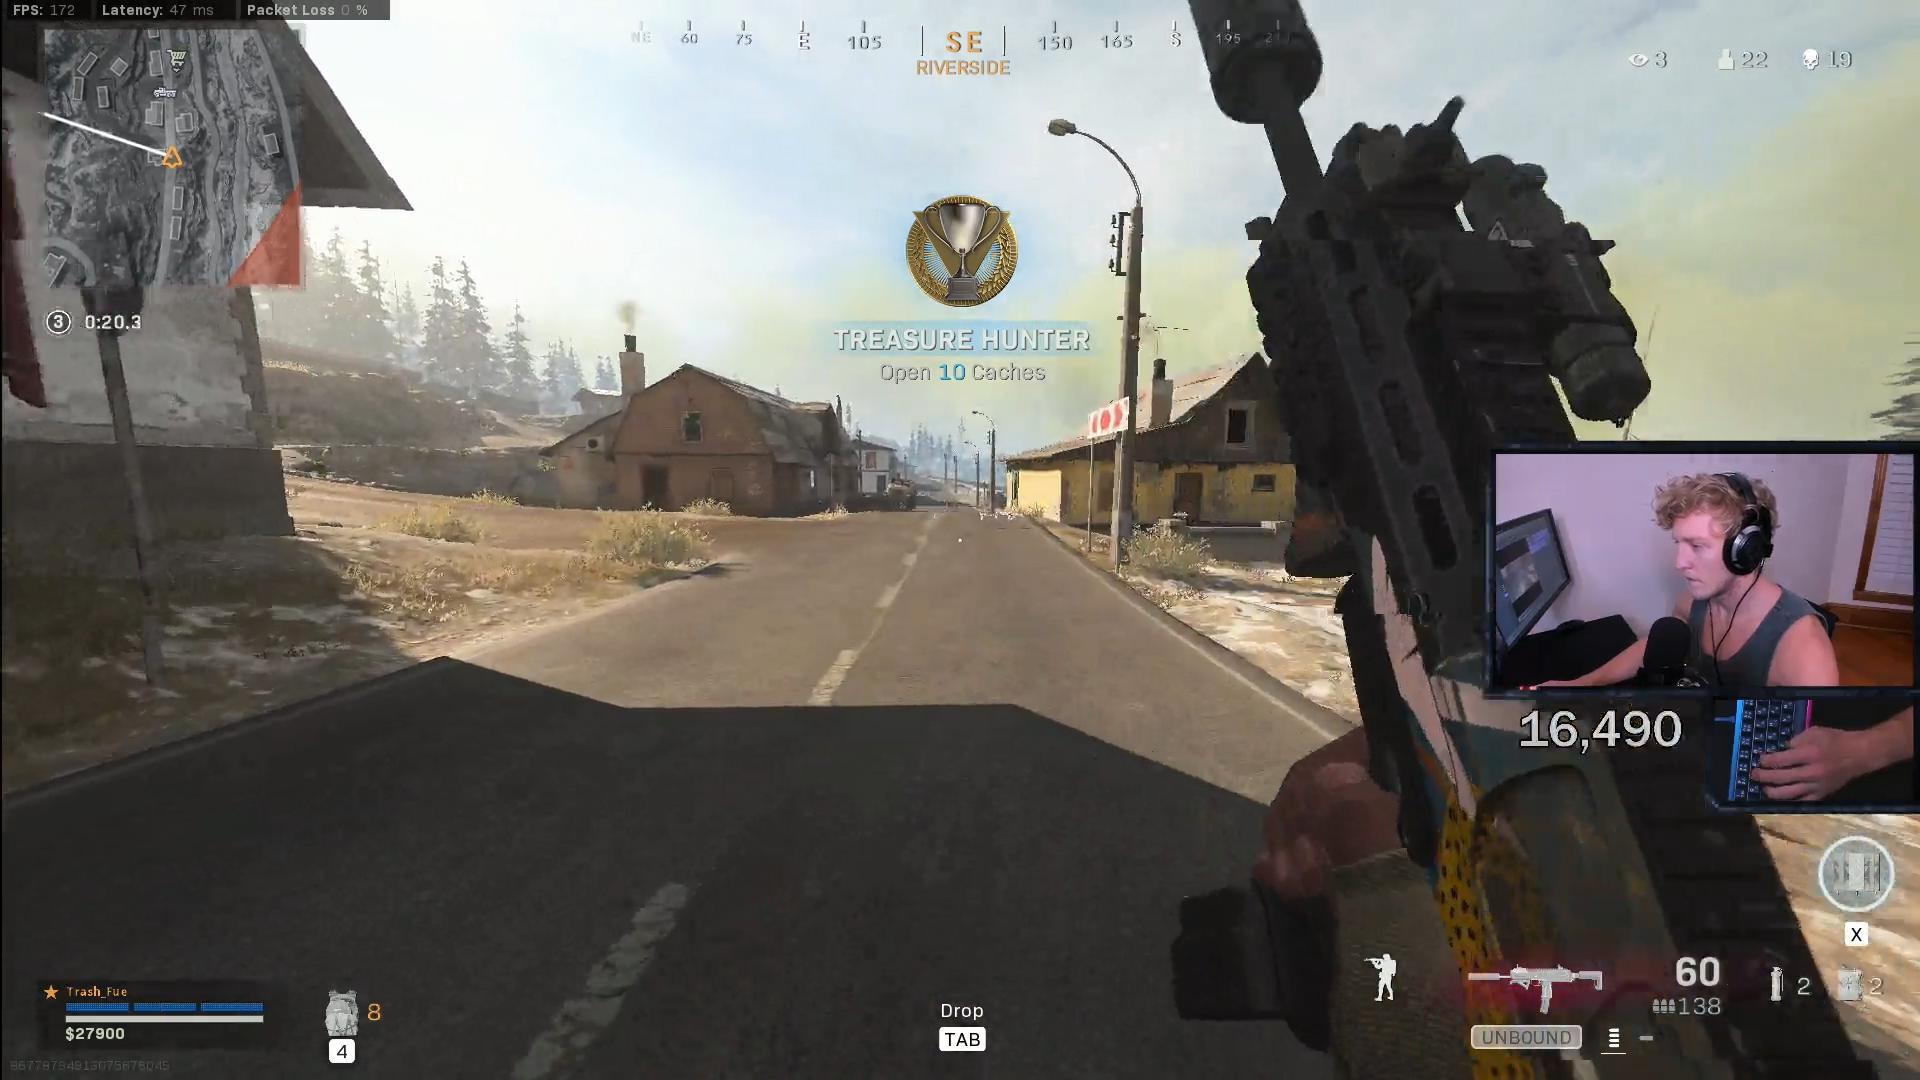 FPS: 172 Latency: 47 ms Packet Loss 0 %
NE 60 75 E 105 SE 150 165 S 195
RIVERSIDE
3 22 19
3 0:20.3
TREASURE HUNTER
Open 10 Caches
16,490
X
Trash_Fue
$27900
8
4
Drop
TAB
60
138
2 2
UNBOUND